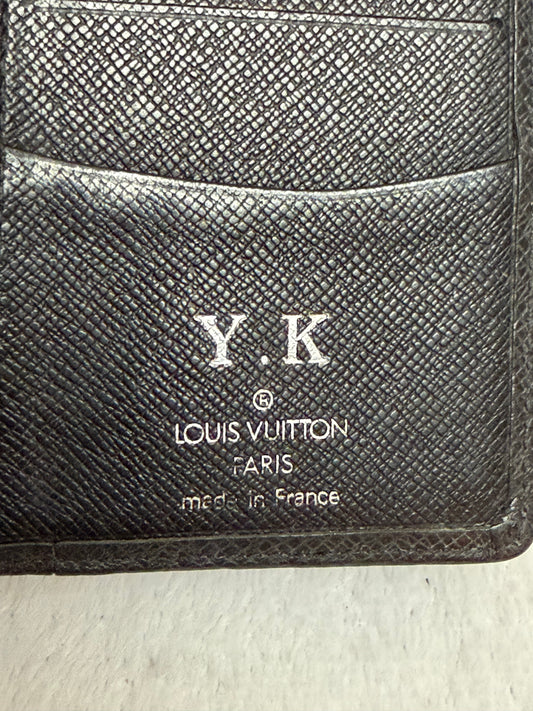 Y.K
®
LOUIS VUITTON
PARIS
made in France